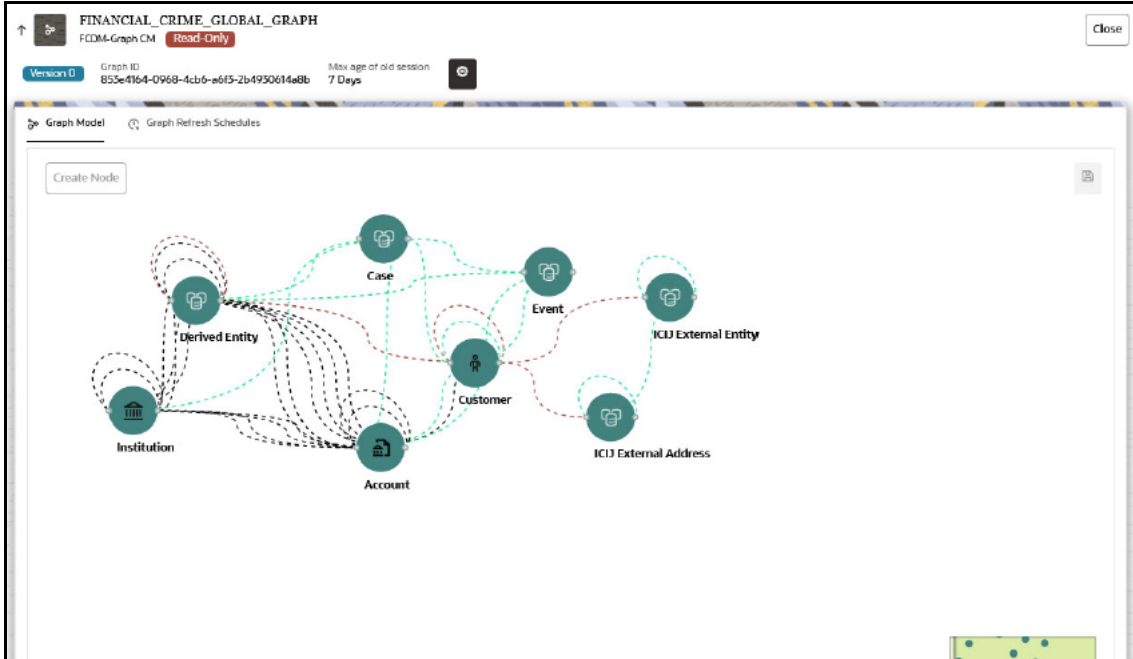 FINANCIAL_CRIME_GLOBAL_GRAPH
FCDM-Graph CM Read-Only
Close
Version 0
Graph ID
853e4164-0968-4cb6-a6f3-2b4930614a8b
Max age of old session
7 Days
Graph Model
Graph Refresh Schedules
Create Node
Case
Event
Derived Entity
ICIJ External Entity
Customer
Institution
ICIJ External Address
Account